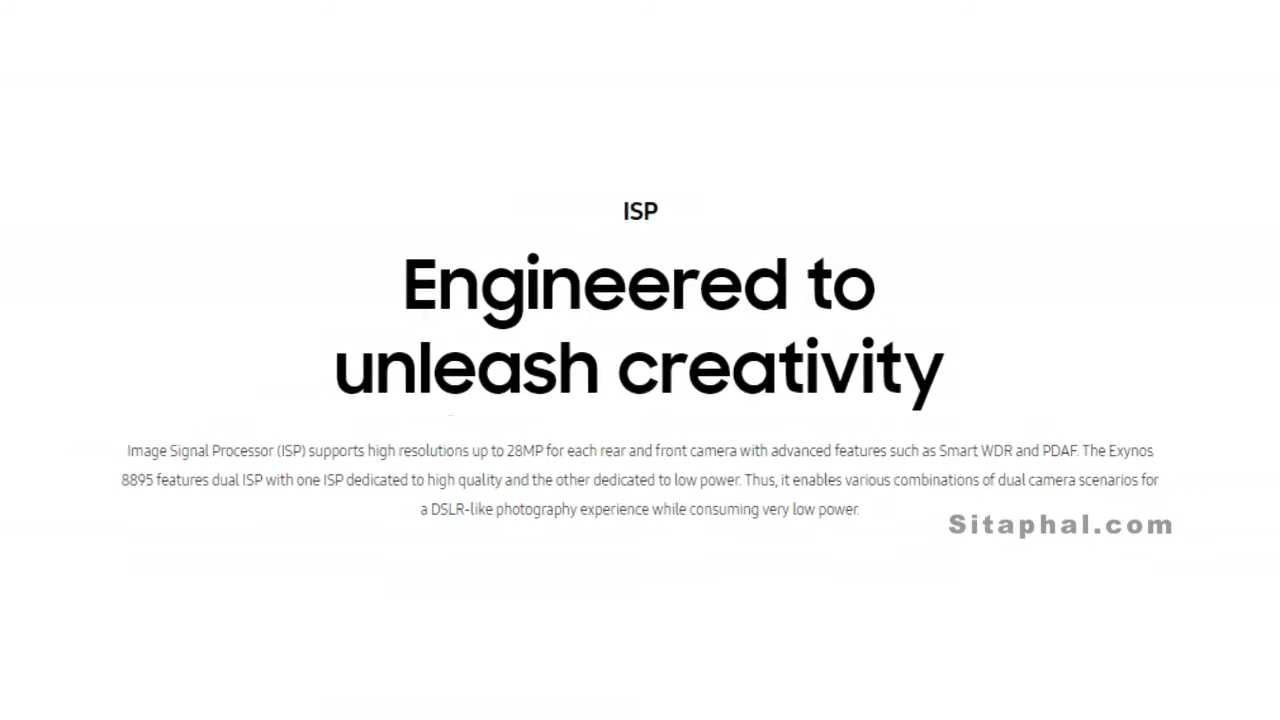 ISP
Engineered to
unleash creativity
Image Signal Processor (ISP) supports high resolutions up to 28MP for each rear and front camera with advanced features such as Smart WDR and PDAF. The Exynos
8895 features dual ISP with one ISP dedicated to high quality and the other dedicated to low power. Thus, it enables various combinations of dual camera scenarios for
a DSLR-like photography experience while consuming very low power.
Sitaphal.com